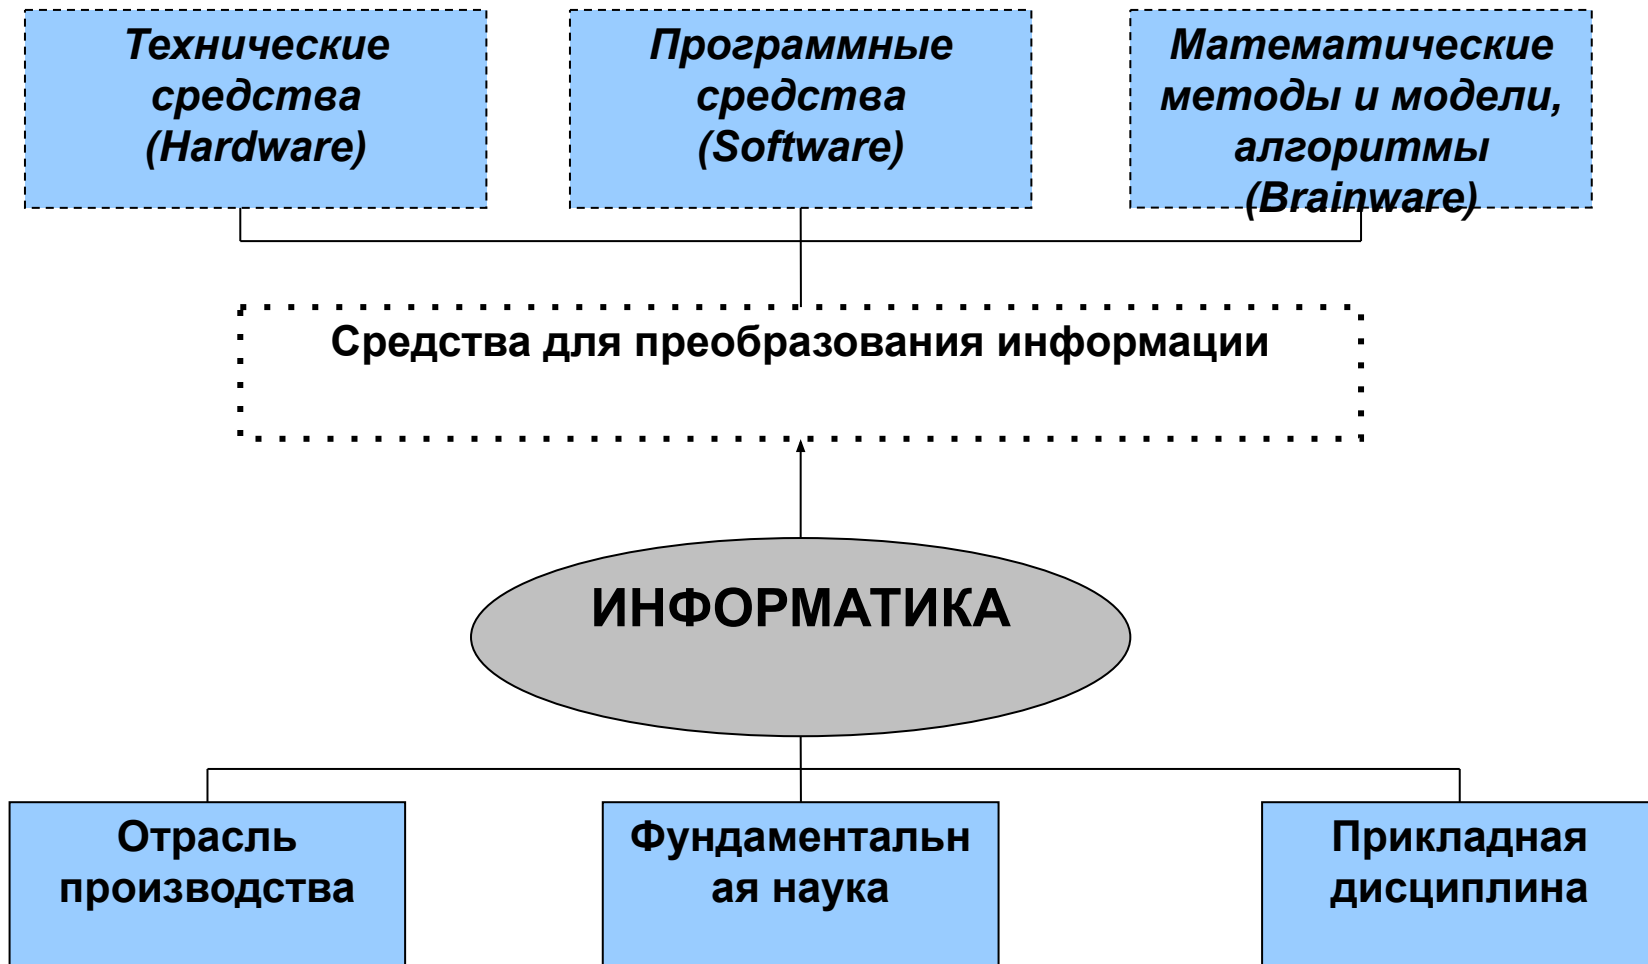 Технические
средства
(Hardware)
Программные
средства
(Software)
Математические
методы и модели,
алгоритмы
(Brainware)
Средства для преобразования информации
ИНФОРМАТИКА
Отрасль
производства
Фундаментальн
ая наука
Прикладная
дисциплина